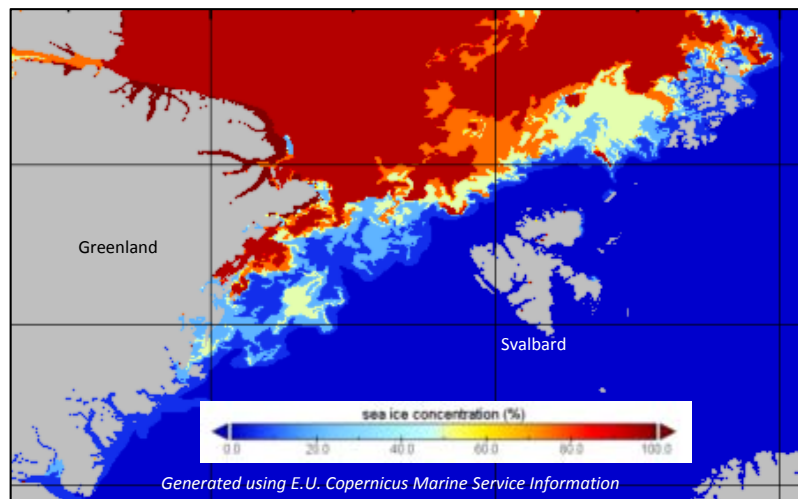 Greenland
Svalbard
sea ice concentration (%)
0.0 20.0 40.0 60.0 80.0 100.0
Generated using E.U. Copernicus Marine Service Information